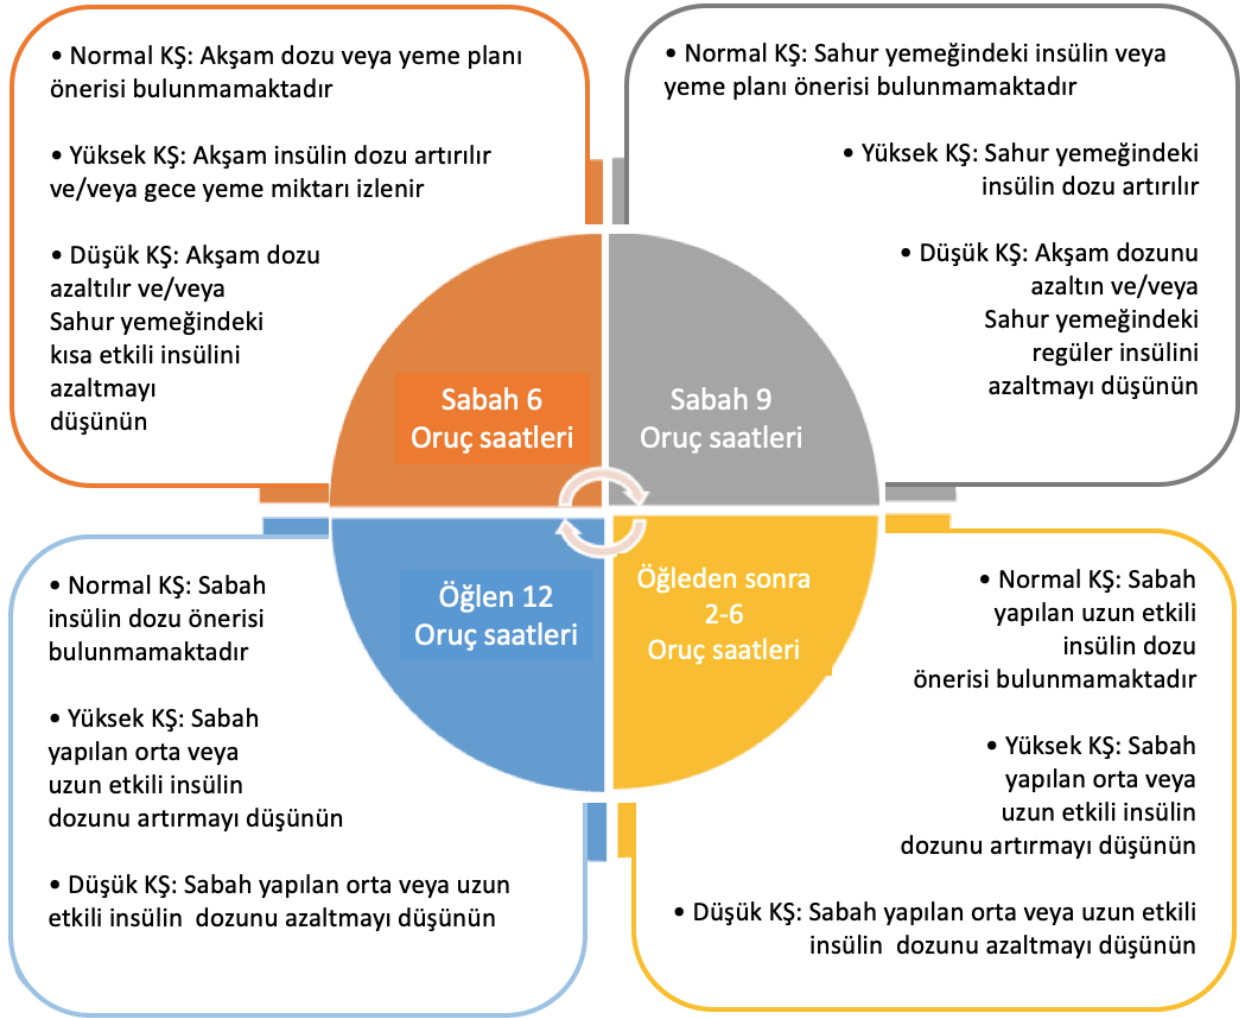 • Normal KŞ: Akşam dozu veya yeme planı
önerisi bulunmamaktadır
• Yüksek KŞ: Akşam insülin dozu artırılır
ve/veya gece yeme miktarı izlenir
• Düşük KŞ: Akşam dozu
azaltılır ve/veya
Sahur yemeğindeki
kısa etkili insülini
azaltmayı
düşünün
• Normal KŞ: Sahur yemeğindeki insülin veya
yeme planı önerisi bulunmamaktadır
• Yüksek KŞ: Sahur yemeğindeki
insülin dozu artırılır
• Düşük KŞ: Akşam dozunu
azaltın ve/veya
Sahur yemeğindeki
regüler insülini
azaltmayı düşünün
Sabah 6
Oruç saatleri
Sabah 9
Oruç saatleri
Öğlen 12
Oruç saatleri
Öğleden sonra
2-6
Oruç saatleri
• Normal KŞ: Sabah
insülin dozu önerisi
bulunmamaktadır
• Yüksek KŞ: Sabah
yapılan orta veya
uzun etkili insülin
dozunu artırmayı düşünün
• Düşük KŞ: Sabah yapılan orta veya uzun
etkili insülin  dozunu azaltmayı düşünün
• Normal KŞ: Sabah
yapılan uzun etkili
insülin dozu
önerisi bulunmamaktadır
• Yüksek KŞ: Sabah
yapılan orta veya
uzun etkili insülin
dozunu artırmayı düşünün
• Düşük KŞ: Sabah yapılan orta veya uzun etkili
insülin  dozunu azaltmayı düşünün